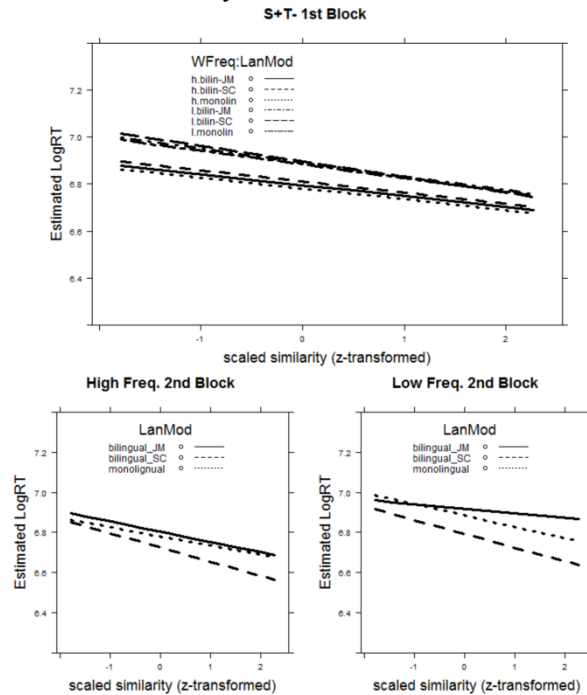 S+T- 1st Block
WFreq:LanMod
h.bilin-JM
h.bilin-SC
h.monolin
l.bilin-JM
l.bilin-SC
l.monolin
7.2
7.0
6.8
6.6
6.4
Estimated LogRT
-1 0 1 2
scaled similarity (z-transformed)
High Freq. 2nd Block
LanMod
bilingual_JM
bilingual_SC
monolignual
7.2
7.0
6.8
6.6
6.4
Estimated LogRT
-1 0 1 2
scaled similarity (z-transformed)
Low Freq. 2nd Block
LanMod
bilingual_JM
bilingual_SC
monolingual
7.2
7.0
6.8
6.6
6.4
Estimated LogRT
-1 0 1 2
scaled similarity (z-transformed)